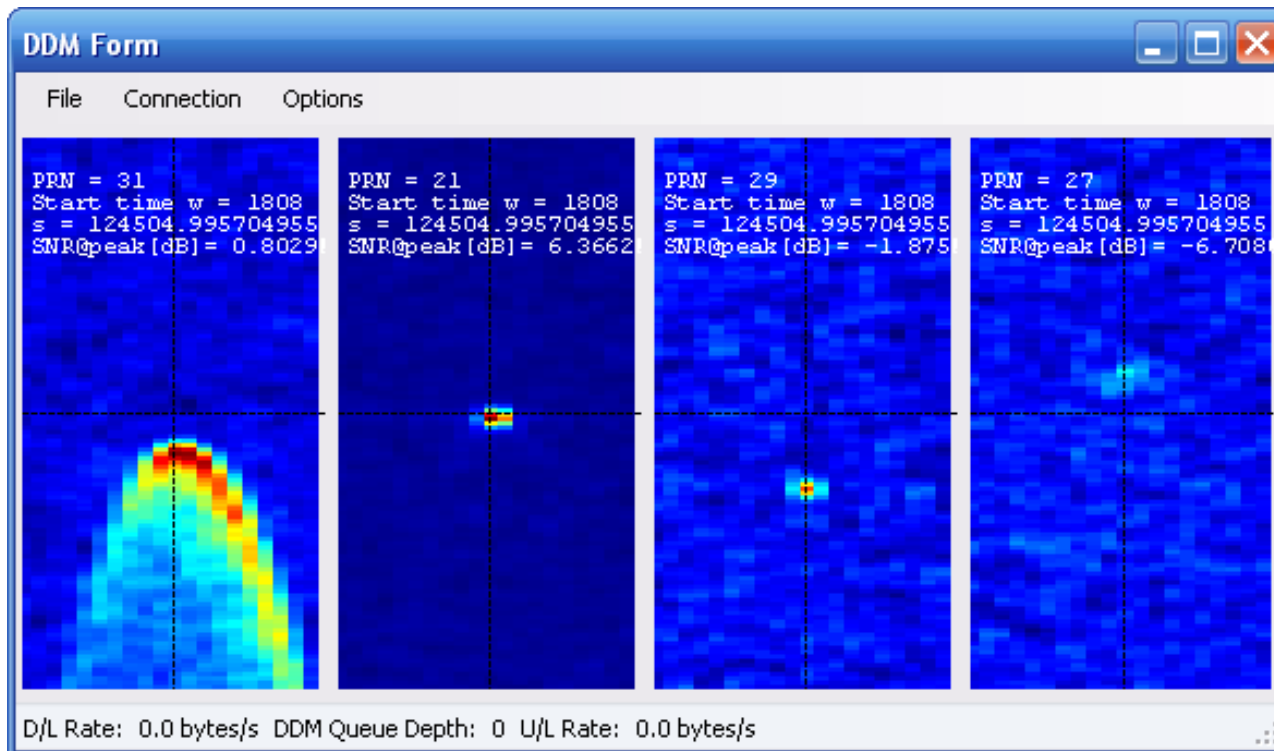 DDM Form
File Connection Options
PRN = 31
Start time w = 1808
s = 124504.995704955
SNR@peak[dB]= 0.8029
PRN = 21
Start time w = 1808
s = 124504.995704955
SNR@peak[dB]= 6.3662
PRN = 29
Start time w = 1808
s = 124504.995704955
SNR@peak[dB]= -1.875
PRN = 27
Start time w = 1808
s = 124504.995704955
SNR@peak[dB]= -6.708
D/L Rate: 0.0 bytes/s DDM Queue Depth: 0 U/L Rate: 0.0 bytes/s